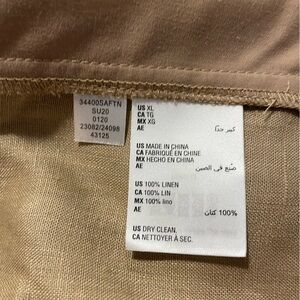 34400SAFTN
SU20
0120
23082/24098
43125
US XL
CA TG
MX XG
AE كبير جدًا
US MADE IN CHINA
CA FABRIQUÉ EN CHINE
MX HECHO EN CHINA
AE صنع في الصين
US 100% LINEN
CA 100% LIN
MX 100% lino
AE 100% كتان
US DRY CLEAN.
CA NETTOYER À SEC.